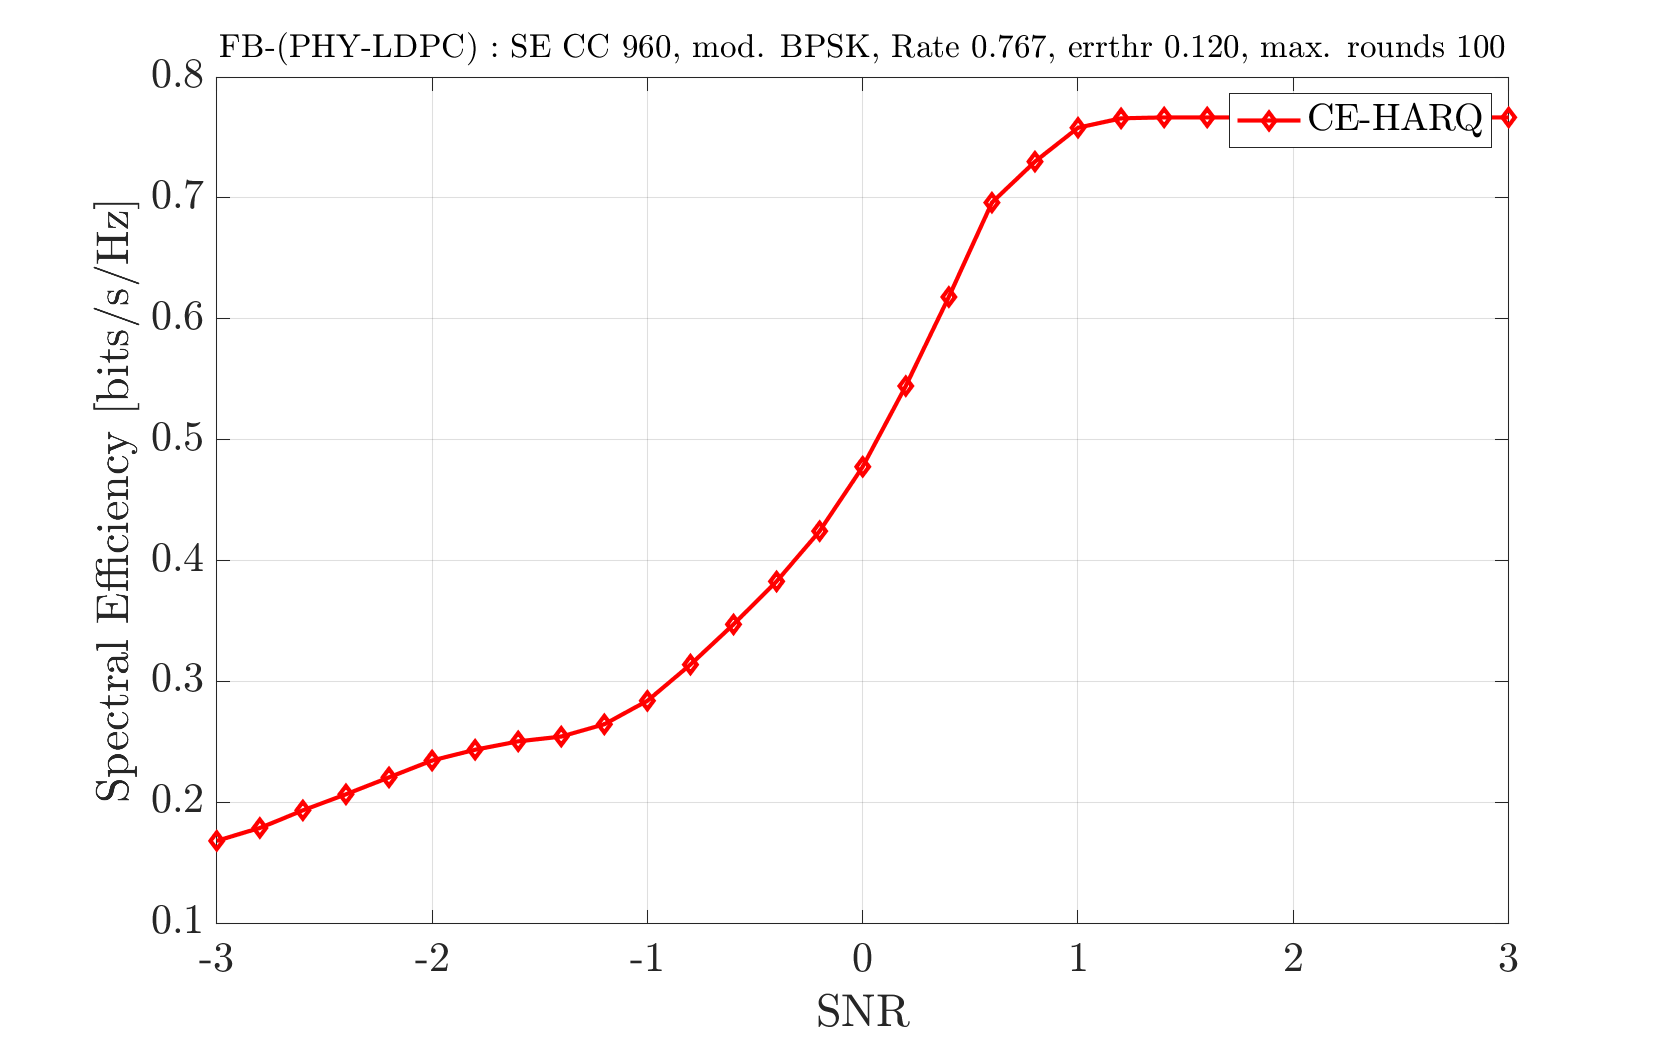 FB-(PHY-LDPC) : SE CC 960, mod. BPSK, Rate 0.767, errthr 0.120, max. rounds 100
CE-HARQ
Spectral Efficiency [bits/s/Hz]
0.8
0.7
0.6
0.5
0.4
0.3
0.2
0.1
-3 -2 -1 0 1 2 3
SNR